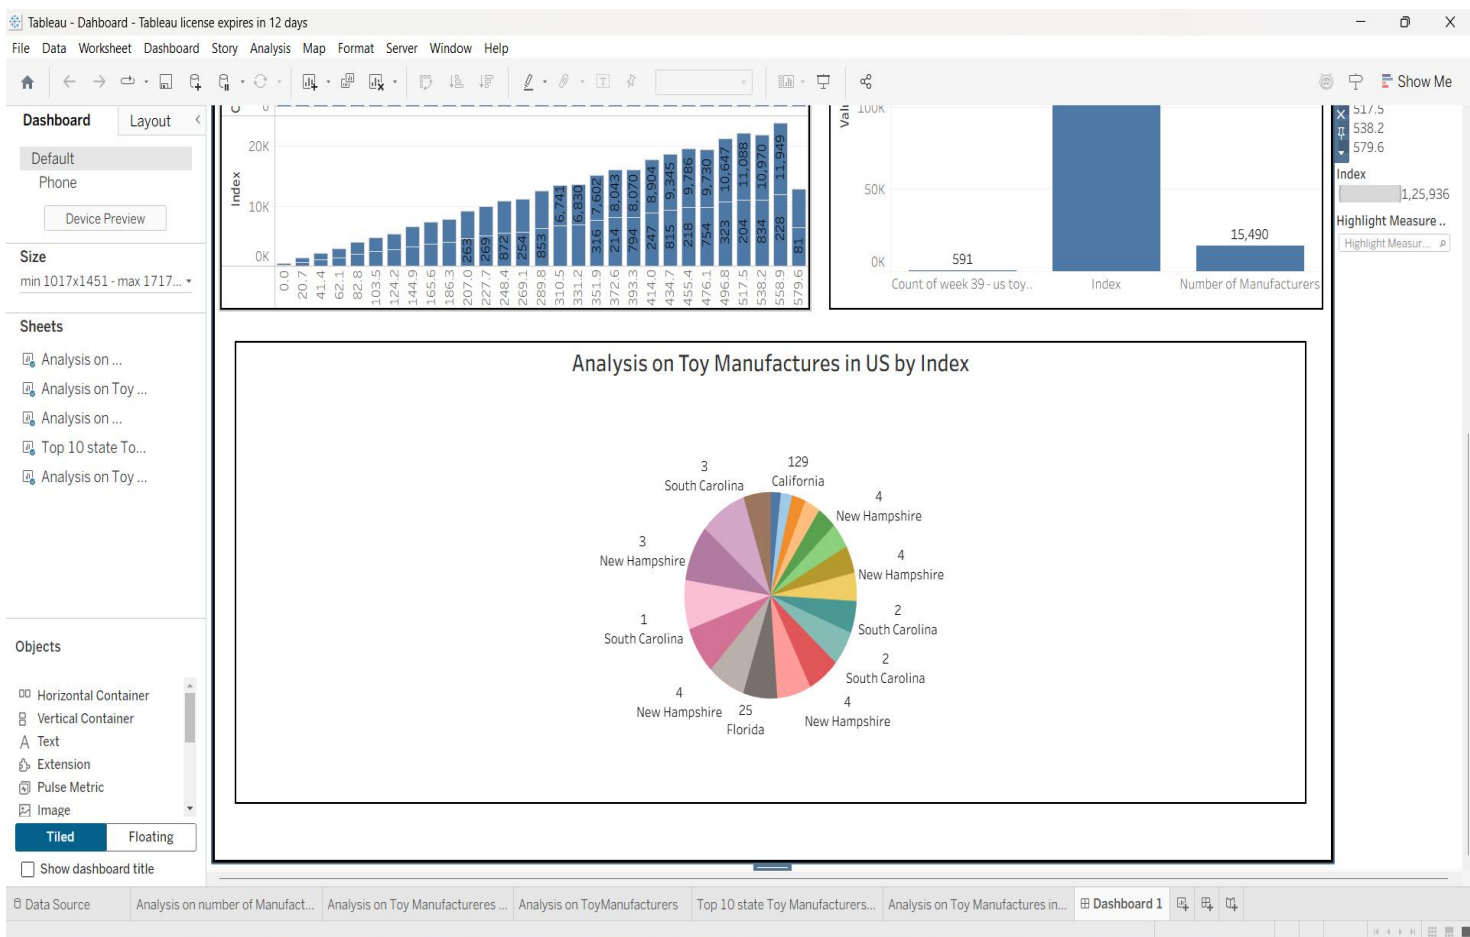 Tableau - Dahboard - Tableau license expires in 12 days
File Data Worksheet Dashboard Story Analysis Map Format Server Window Help
Show Me
Dashboard Layout
Default
Phone
Device Preview
Size
min 1017x1451 - max 1717...
Sheets
Analysis on ...
Analysis on Toy ...
Analysis on ...
Top 10 state To...
Analysis on Toy ...
Objects
Horizontal Container
Vertical Container
Text
Extension
Pulse Metric
Image
Tiled Floating
Show dashboard title
0
20K
10K
0K
Index
263
269
872
254
853
6,741
6,830
316 7,602
214 8,043
794 8,070
247 8,904
815 9,345
218 9,786
754 9,730
323 10,647
204 11,088
834 10,970
228 11,949
81
0.0
20.7
41.4
62.1
82.8
103.5
124.2
144.9
165.6
186.3
207.0
227.7
248.4
269.1
289.8
310.5
331.2
351.9
372.6
393.3
414.0
434.7
455.4
476.1
496.8
517.5
538.2
558.9
579.6
Valu
100K
50K
0K
591
15,490
Count of week 39 - us toy..
Index
Number of Manufacturers
517.5
538.2
579.6
Index
1,25,936
Highlight Measure ..
Highlight Measur...
Analysis on Toy Manufactures in US by Index
3
South Carolina
129
California
4
New Hampshire
3
New Hampshire
4
New Hampshire
1
South Carolina
2
South Carolina
2
South Carolina
4
New Hampshire
25
Florida
4
New Hampshire
Data Source
Analysis on number of Manufact...
Analysis on Toy Manufactureres ...
Analysis on ToyManufacturers
Top 10 state Toy Manufacturers...
Analysis on Toy Manufactures in...
Dashboard 1